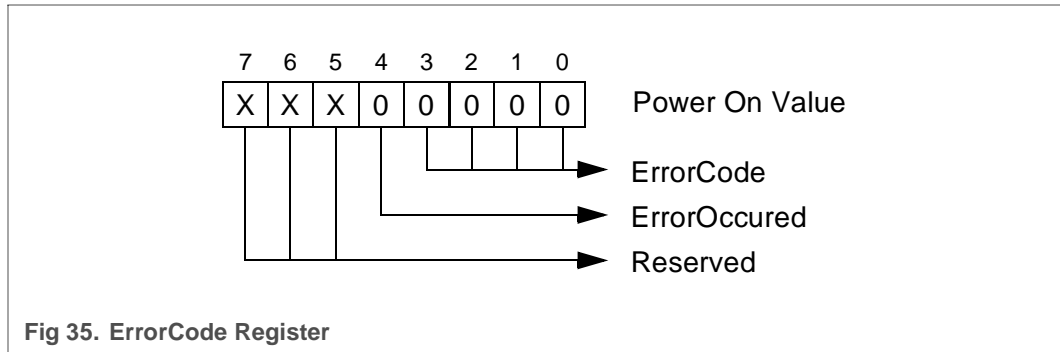 7 6 5 4 3 2 1 0
X X X 0 0 0 0 0 Power On Value
ErrorCode
ErrorOccured
Reserved
Fig 35. ErrorCode Register